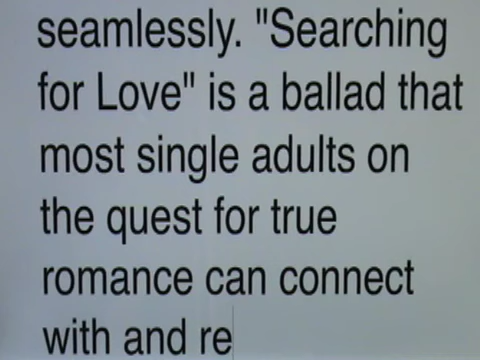 seamlessly. "Searching
for Love" is a ballad that
most single adults on
the quest for true
romance can connect
with and re